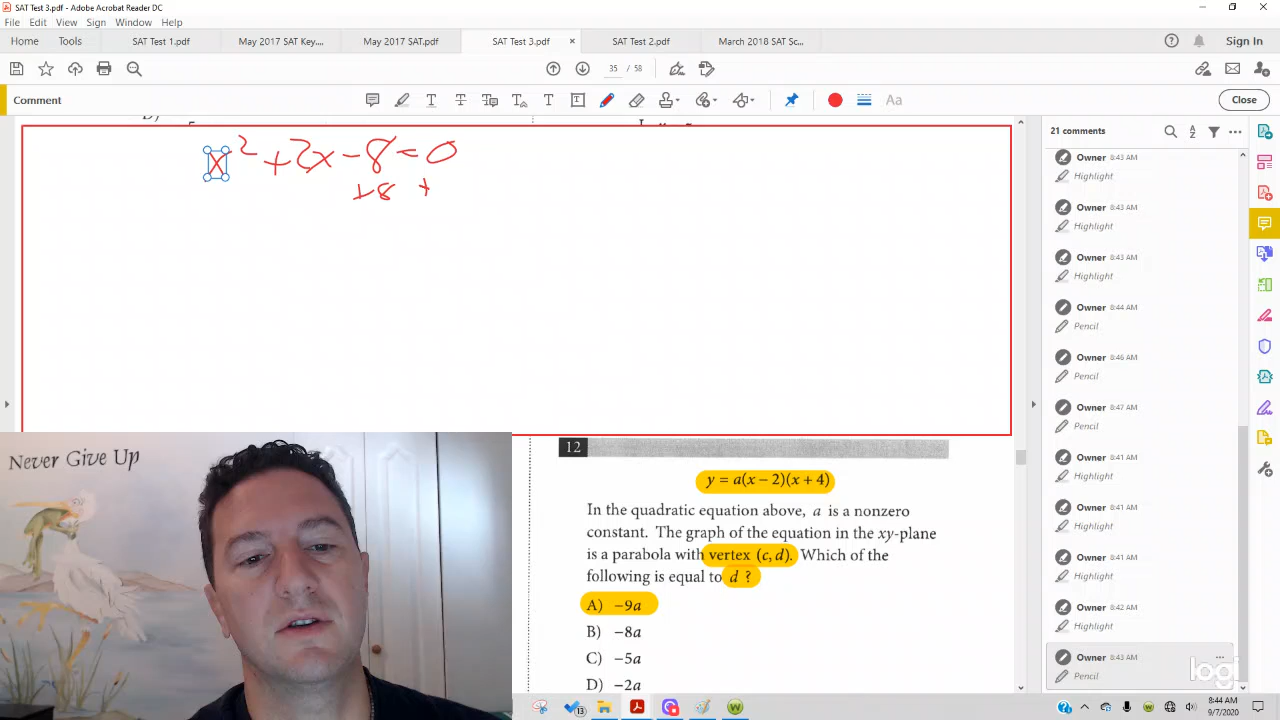 SAT Test 3.pdf - Adobe Acrobat Reader DC
File Edit View Sign Window Help
Home Tools SAT Test 1.pdf May 2017 SAT Key... May 2017 SAT.pdf SAT Test 3.pdf × SAT Test 2.pdf March 2018 SAT Sc... Sign In
35 / 58
Comment Aa Close
21 comments
x² + 2x - 8 = 0
+8 +
Owner 8:43 AM
Highlight
Owner 8:43 AM
Highlight
Owner 8:43 AM
Highlight
Owner 8:44 AM
Pencil
Owner 8:46 AM
Pencil
Owner 8:47 AM
Pencil
Owner 8:41 AM
Highlight
Owner 8:41 AM
Highlight
Owner 8:41 AM
Highlight
Owner 8:42 AM
Highlight
Owner 8:43 AM
Pencil
Never Give Up
12
y = a(x − 2)(x + 4)
In the quadratic equation above, a is a nonzero
constant. The graph of the equation in the xy-plane
is a parabola with vertex (c, d). Which of the
following is equal to d ?
A) −9a
B) −8a
C) −5a
D) −2a
logi
13
8:44 AM
9/7/2020